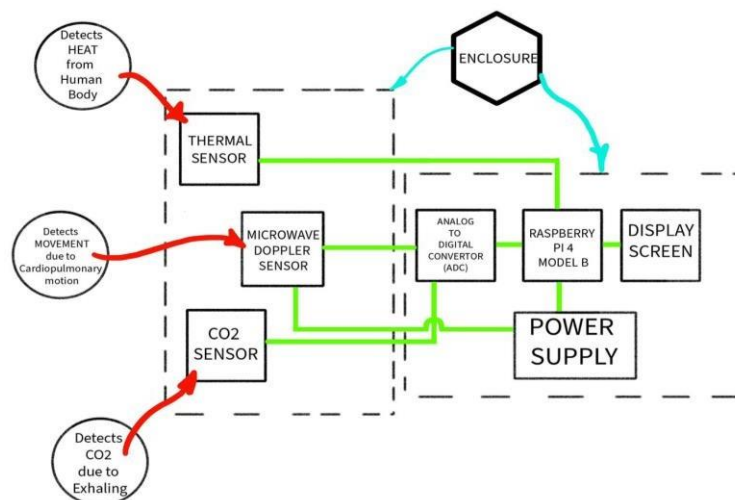 Detects
HEAT
from
Human
Body
ENCLOSURE
THERMAL
SENSOR
Detects
MOVEMENT
due to
Cardiopulmonary
motion
MICROWAVE
DOPPLER
SENSOR
ANALOG
TO
DIGITAL
CONVERTOR
(ADC)
RASPBERRY
PI 4
MODEL B
DISPLAY
SCREEN
CO2
SENSOR
POWER
SUPPLY
Detects
CO2
due to
Exhaling